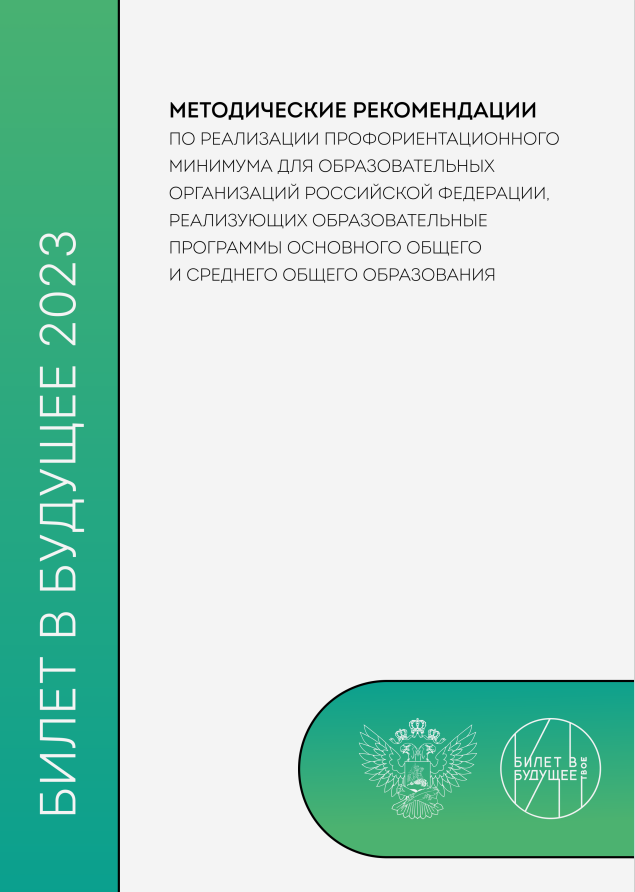 МЕТОДИЧЕСКИЕ РЕКОМЕНДАЦИИ
ПО РЕАЛИЗАЦИИ ПРОФОРИЕНТАЦИОННОГО
МИНИМУМА ДЛЯ ОБРАЗОВАТЕЛЬНЫХ
ОРГАНИЗАЦИЙ РОССИЙСКОЙ ФЕДЕРАЦИИ,
РЕАЛИЗУЮЩИХ ОБРАЗОВАТЕЛЬНЫЕ
ПРОГРАММЫ ОСНОВНОГО ОБЩЕГО
И СРЕДНЕГО ОБЩЕГО ОБРАЗОВАНИЯ
БИЛЕТ В БУДУЩЕЕ 2023
БИЛЕТ В
БУДУЩЕЕ
ТВОЕ